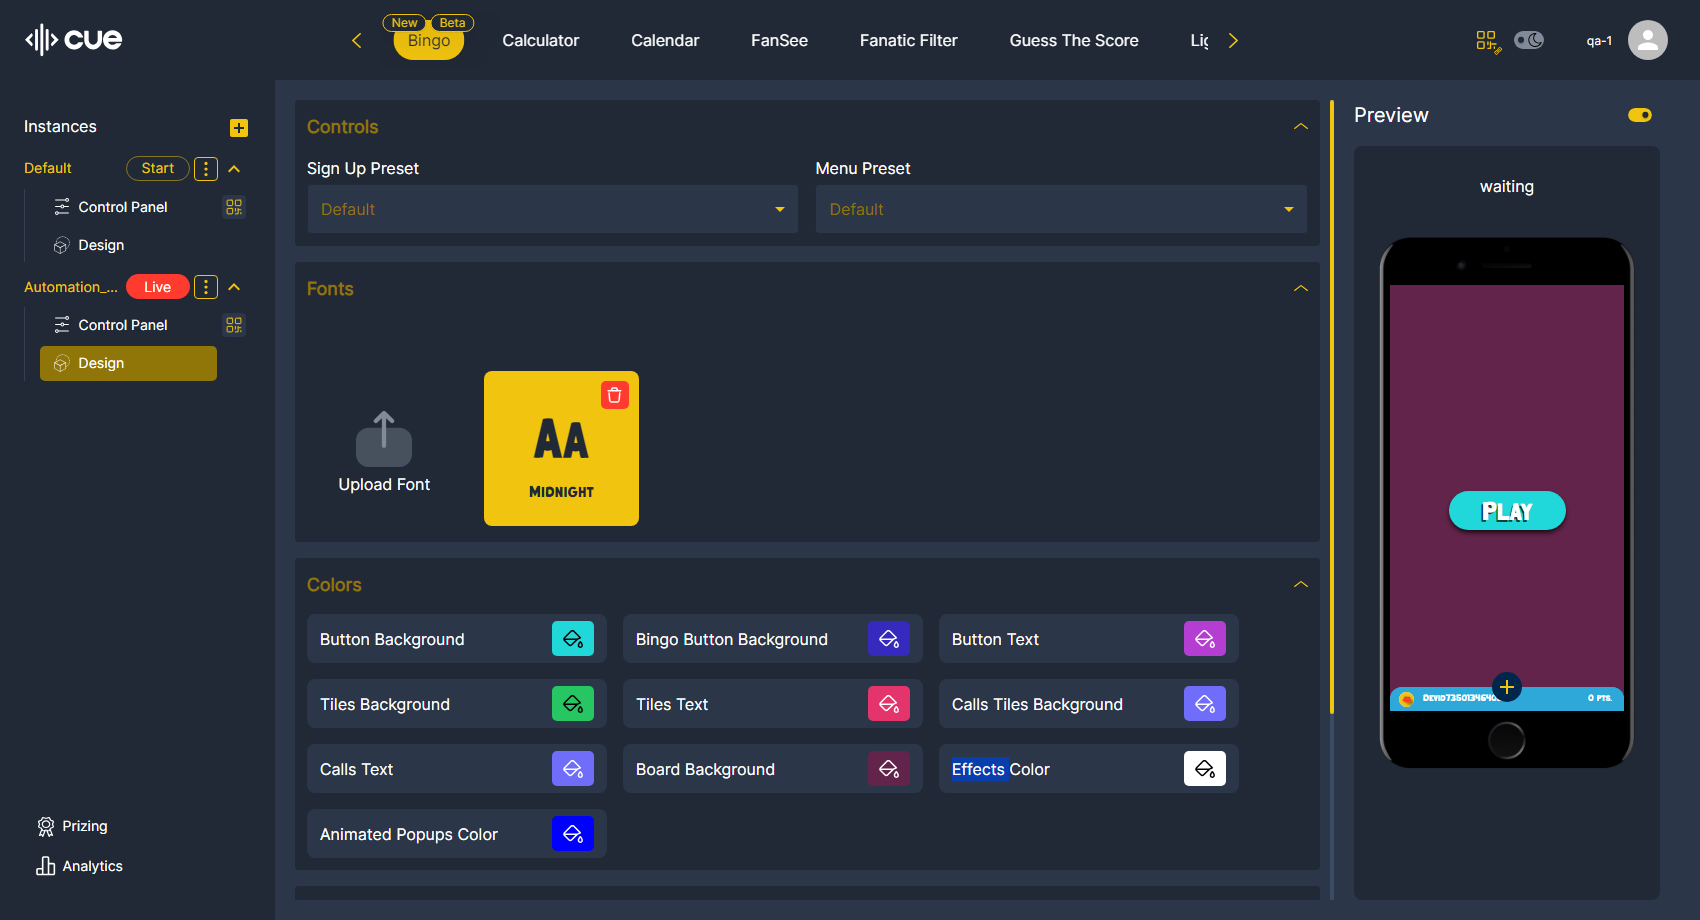 cue
New Beta
Bingo
Calculator
Calendar
FanSee
Fanatic Filter
Guess The Score
qa-1
Instances
Default
Start
Control Panel
Design
Automation_...
Live
Control Panel
Design
Prizing
Analytics
Controls
Sign Up Preset
Menu Preset
Default
Default
Fonts
Upload Font
AA
MIDNIGHT
Colors
Button Background
Bingo Button Background
Button Text
Tiles Background
Tiles Text
Calls Tiles Background
Calls Text
Board Background
Effects Color
Animated Popups Color
Preview
waiting
PLAY
0 PTS.